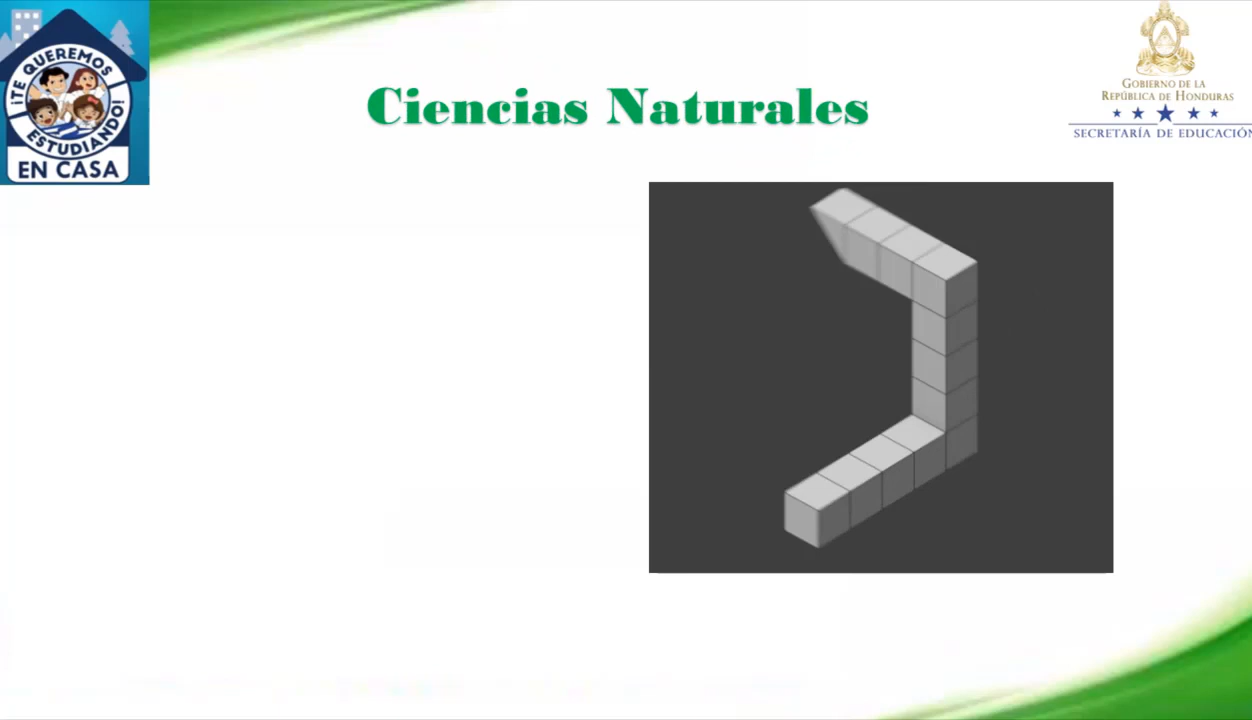 ¡TE QUEREMOS
ESTUDIANDO!
EN CASA
Ciencias Naturales
GOBIERNO DE LA
REPÚBLICA DE HONDURAS
SECRETARÍA DE EDUCACIÓN